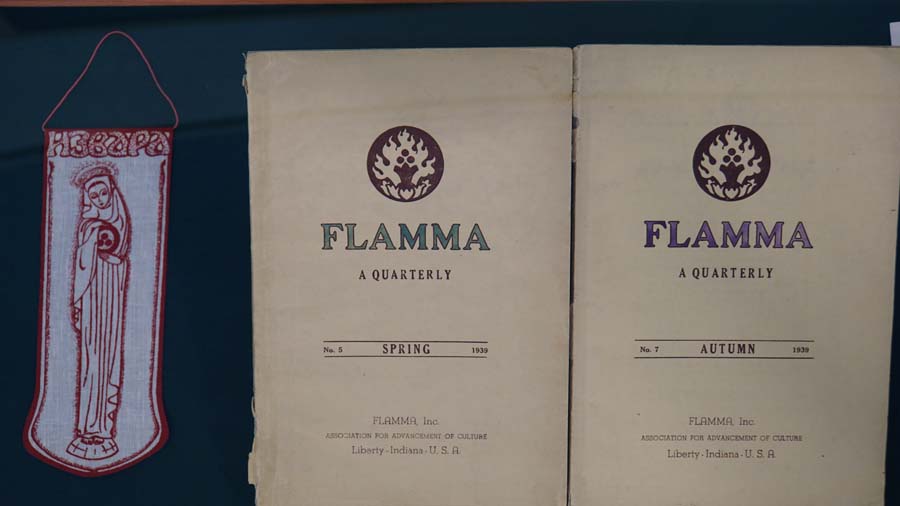 ИЗВАРА
FLAMMA
A QUARTERLY
No. 5 SPRING 1939
FLAMMA, Inc.
ASSOCIATION FOR ADVANCEMENT OF CULTURE
Liberty - Indiana - U. S. A.
FLAMMA
A QUARTERLY
No. 7 AUTUMN 1939
FLAMMA, Inc.
ASSOCIATION FOR ADVANCEMENT OF CULTURE
Liberty - Indiana - U. S. A.